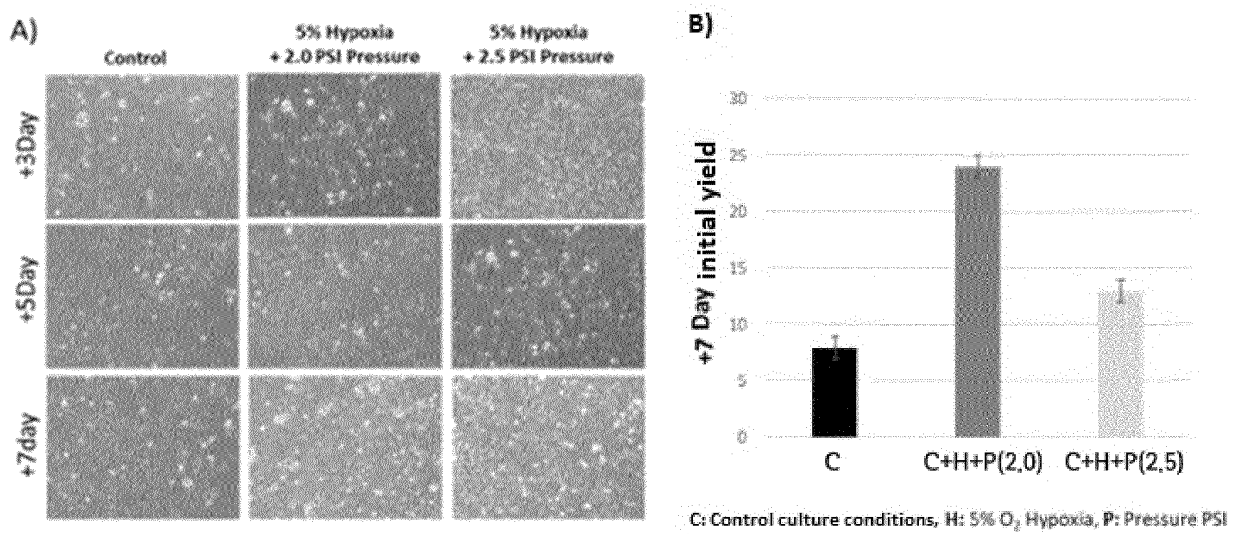 A)
Control
5% Hypoxia
+ 2.0 PSI Pressure
5% Hypoxia
+ 2.5 PSI Pressure
+3Day
+5Day
+7day
B)
+7 Day initial yield
30
25
20
15
10
5
0
C
C+H+P(2,0)
C+H+P(2,5)
C: Control culture conditions, H: 5% O₂ Hypoxia, P: Pressure PSI